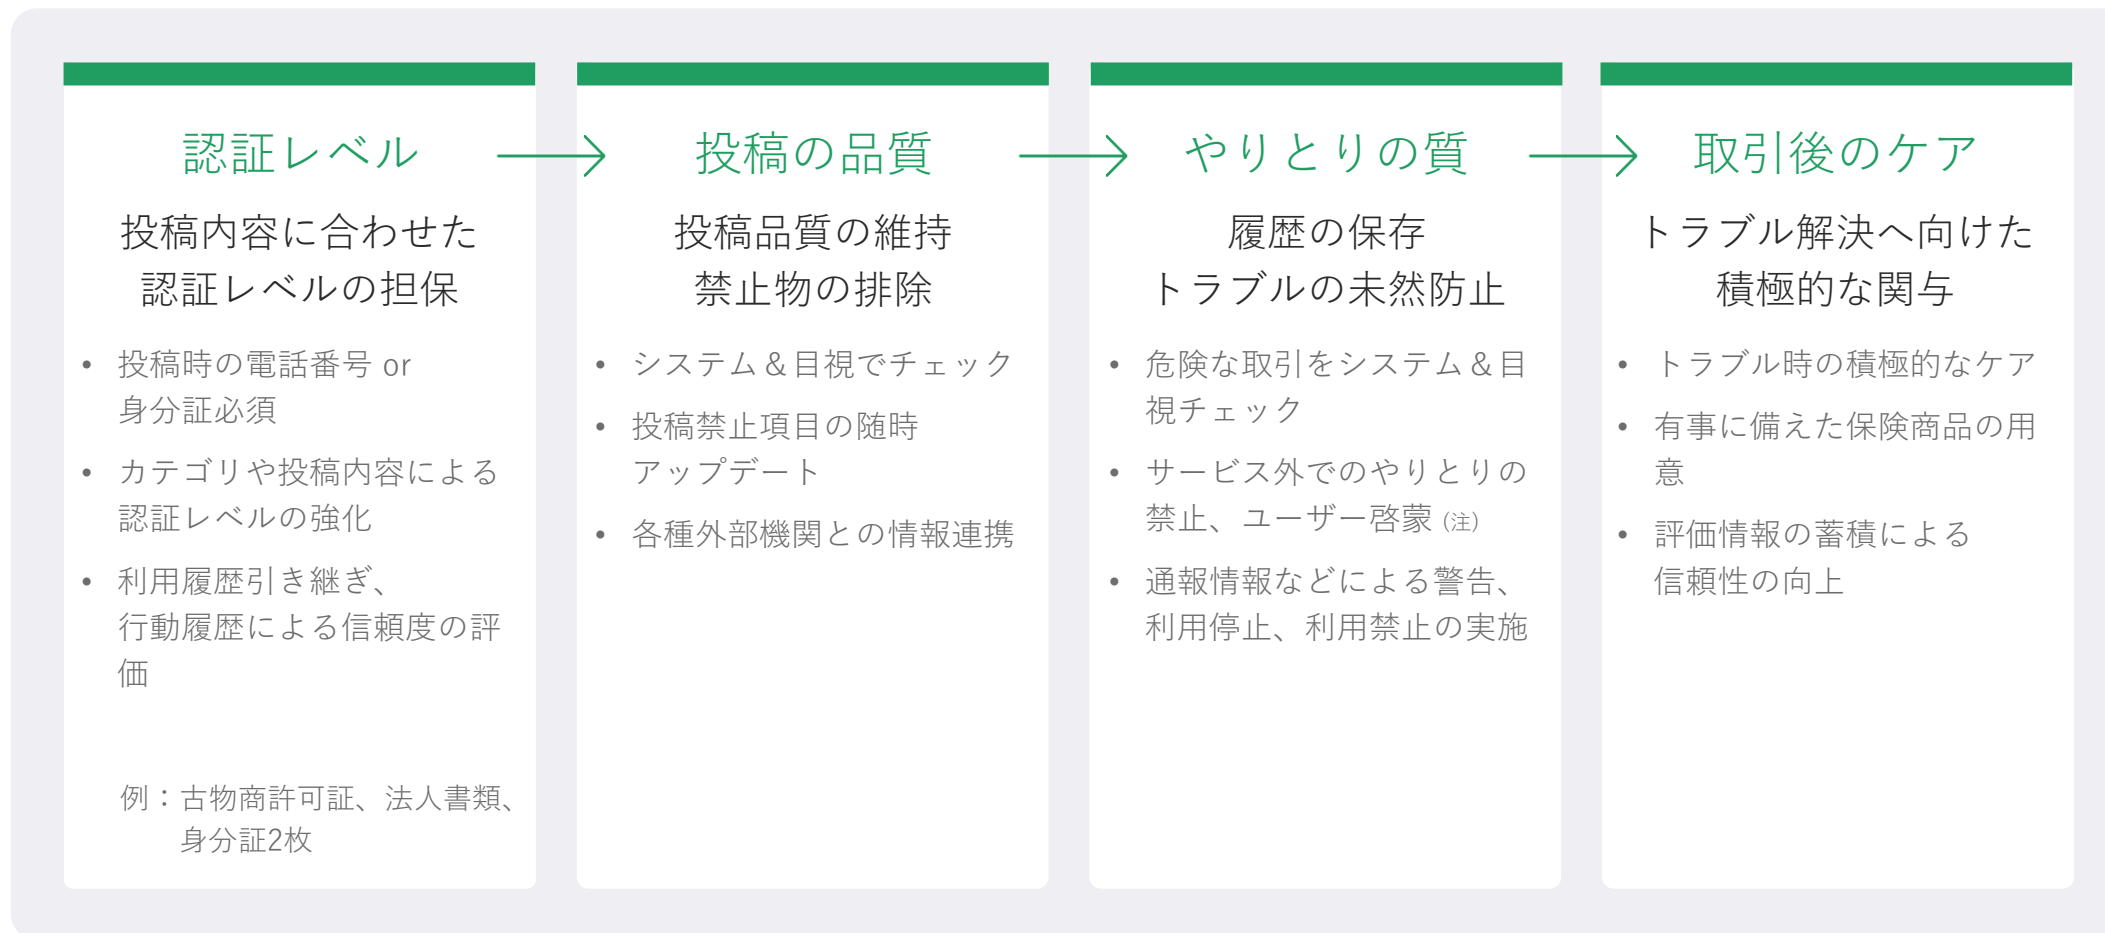 認証レベル
投稿内容に合わせた
認証レベルの担保
• 投稿時の電話番号 or
身分証必須
• カテゴリや投稿内容による
認証レベルの強化
• 利用履歴引き継ぎ、
行動履歴による信頼度の評
価
例：古物商許可証、法人書類、
身分証2枚
投稿の品質
投稿品質の維持
禁止物の排除
• システム＆目視でチェック
• 投稿禁止項目の随時
アップデート
• 各種外部機関との情報連携
やりとりの質
履歴の保存
トラブルの未然防止
• 危険な取引をシステム＆目
視チェック
• サービス外でのやりとりの
禁止、ユーザー啓蒙 (注)
• 通報情報などによる警告、
利用停止、利用禁止の実施
取引後のケア
トラブル解決へ向けた
積極的な関与
• トラブル時の積極的なケア
• 有事に備えた保険商品の用
意
• 評価情報の蓄積による
信頼性の向上